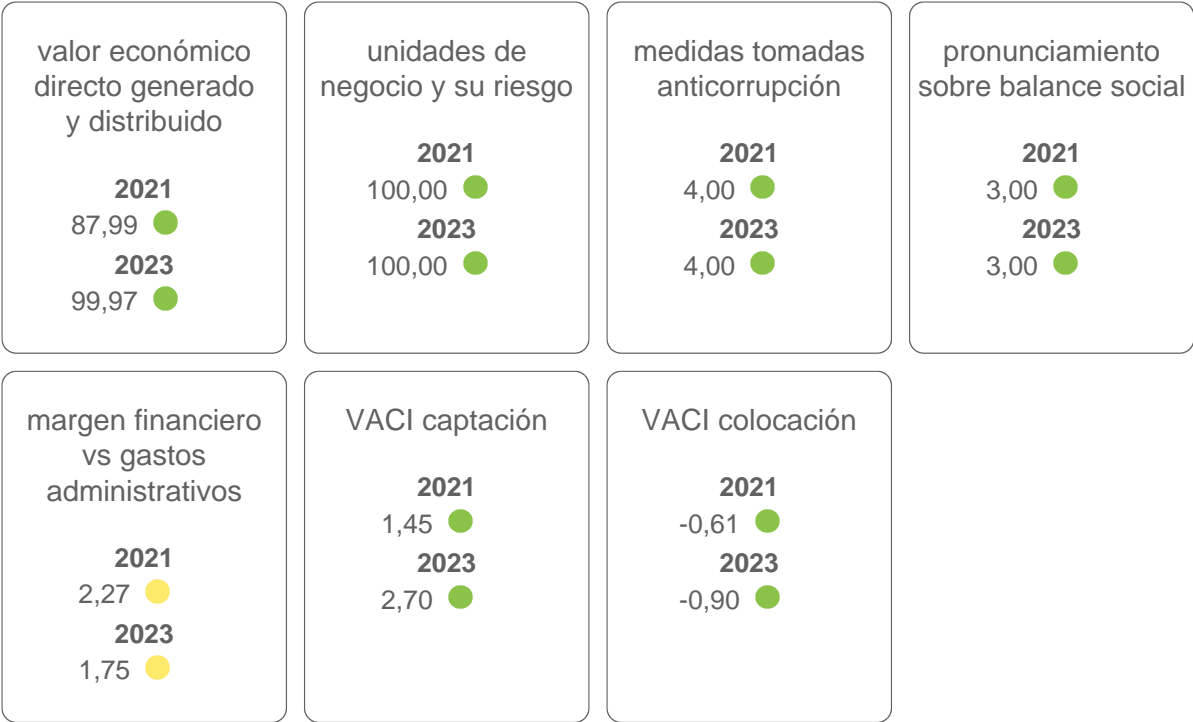 valor económico
directo generado
y distribuido
2021
87,99
2023
99,97
unidades de
negocio y su riesgo
2021
100,00
2023
100,00
medidas tomadas
anticorrupción
2021
4,00
2023
4,00
pronunciamiento
sobre balance social
2021
3,00
2023
3,00
margen financiero
vs gastos
administrativos
2021
2,27
2023
1,75
VACI captación
2021
1,45
2023
2,70
VACI colocación
2021
-0,61
2023
-0,90